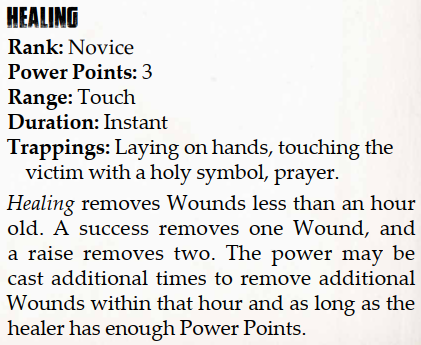 HEALING
Rank: Novice
Power Points: 3
Range: Touch
Duration: Instant
Trappings: Laying on hands, touching the
victim with a holy symbol, prayer.
Healing removes Wounds less than an hour
old. A success removes one Wound, and
a raise removes two. The power may be
cast additional times to remove additional
Wounds within that hour and as long as the
healer has enough Power Points.